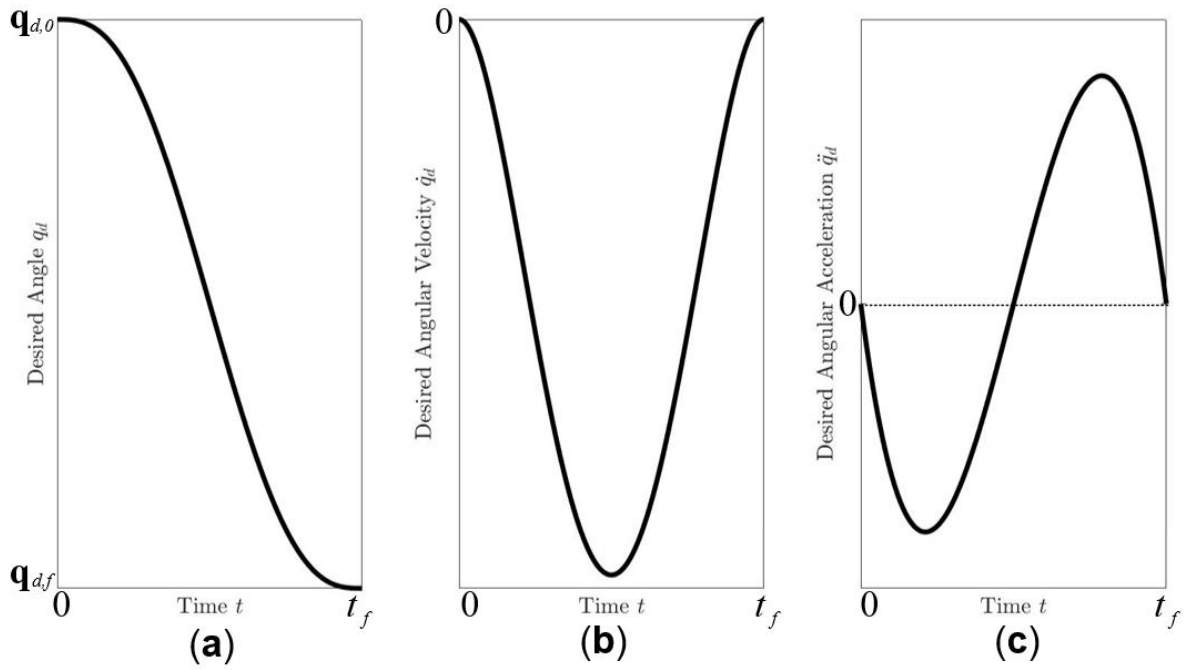 q_{d,0}
Desired Angle q_d
q_{d,f}
0
Time t
t_f
(a)
0
Desired Angular Velocity q̇_d
0
Time t
t_f
(b)
Desired Angular Acceleration q̈_d
0
0
Time t
t_f
(c)